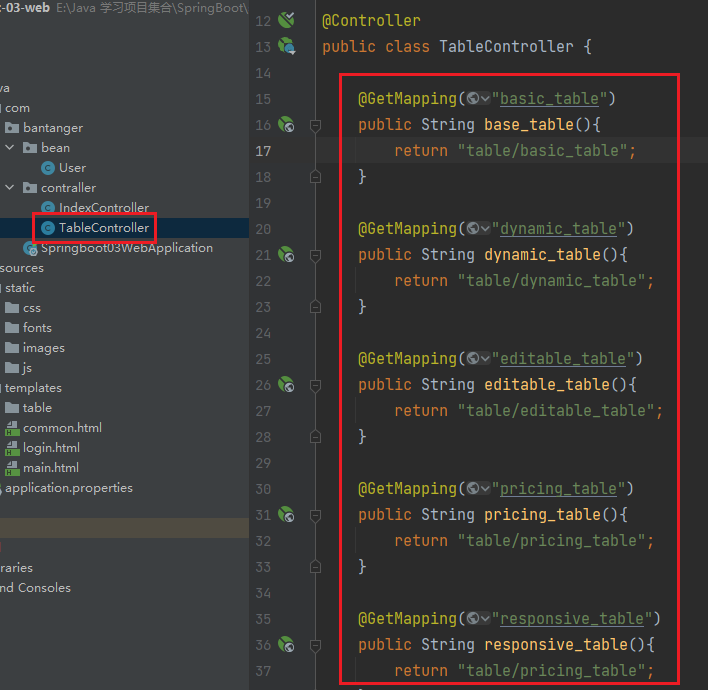 :-03-web E:\Java 学习项目集合\SpringBoot\
va
com
bantanger
bean
User
contraller
IndexController
TableController
Springboot03WebApplication
sources
static
css
fonts
images
js
templates
table
common.html
login.html
main.html
application.properties
raries
nd Consoles
12 @Controller
13 public class TableController {
14
15 @GetMapping("basic_table")
16 public String base_table(){
17 return "table/basic_table";
18 }
19
20 @GetMapping("dynamic_table")
21 public String dynamic_table(){
22 return "table/dynamic_table";
23 }
24
25 @GetMapping("editable_table")
26 public String editable_table(){
27 return "table/editable_table";
28 }
29
30 @GetMapping("pricing_table")
31 public String pricing_table(){
32 return "table/pricing_table";
33 }
34
35 @GetMapping("responsive_table")
36 public String responsive_table(){
37 return "table/pricing_table";